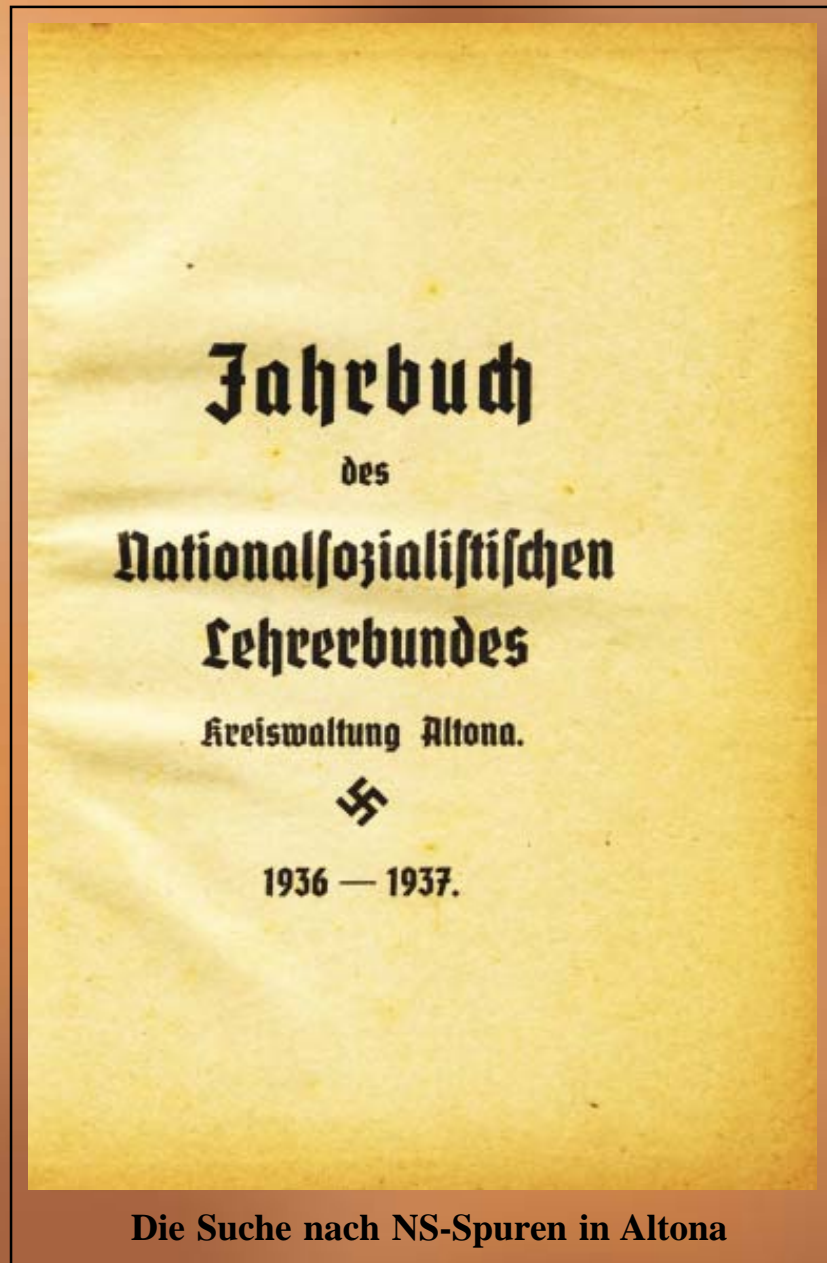 Jahrbuch
des
Nationalsozialistischen
Lehrerbundes
Kreiswaltung Altona.
1936 — 1937.
Die Suche nach NS-Spuren in Altona